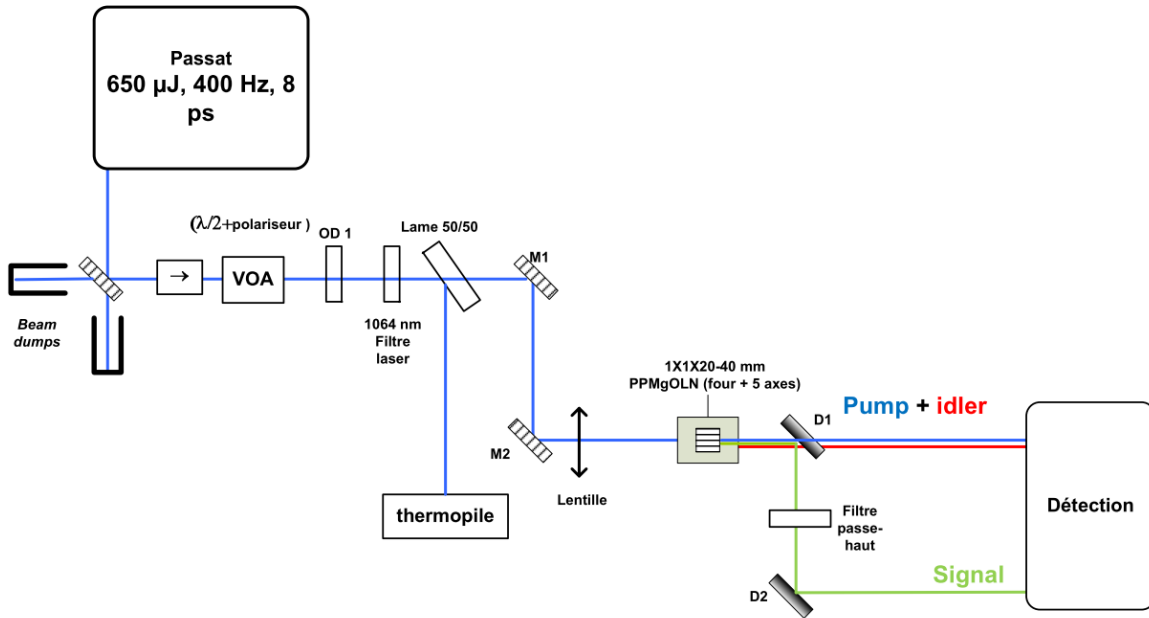 Passat
650 µJ, 400 Hz, 8
ps
(λ/2+polariseur )
OD 1
Lame 50/50
M1
→
VOA
Beam
dumps
1064 nm
Filtre
laser
1X1X20-40 mm
PPMgOLN (four + 5 axes)
Pump + idler
D1
M2
Lentille
thermopile
Filtre
passe-
haut
Détection
Signal
D2